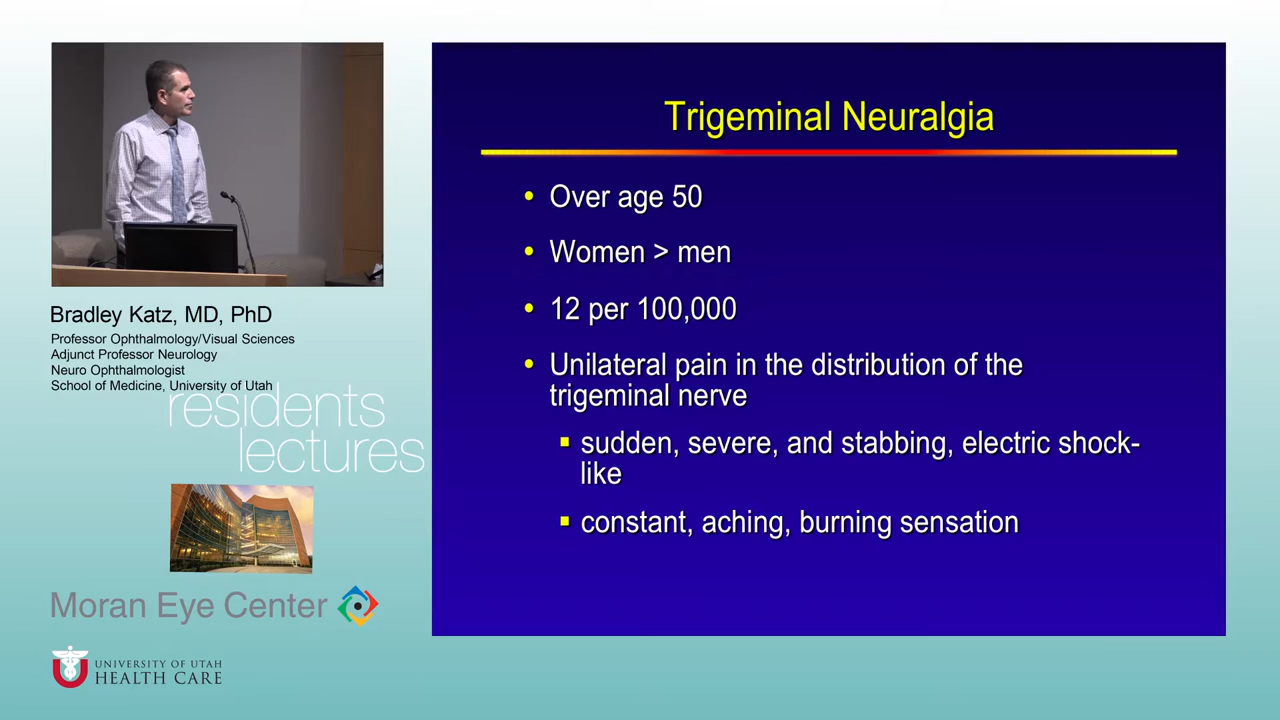 Trigeminal Neuralgia
• Over age 50
• Women > men
• 12 per 100,000
• Unilateral pain in the distribution of the
trigeminal nerve
▪ sudden, severe, and stabbing, electric shock-
like
▪ constant, aching, burning sensation
Bradley Katz, MD, PhD
Professor Ophthalmology/Visual Sciences
Adjunct Professor Neurology
Neuro Ophthalmologist
School of Medicine, University of Utah
residents
lectures
Moran Eye Center
U
UNIVERSITY OF UTAH
HEALTH CARE